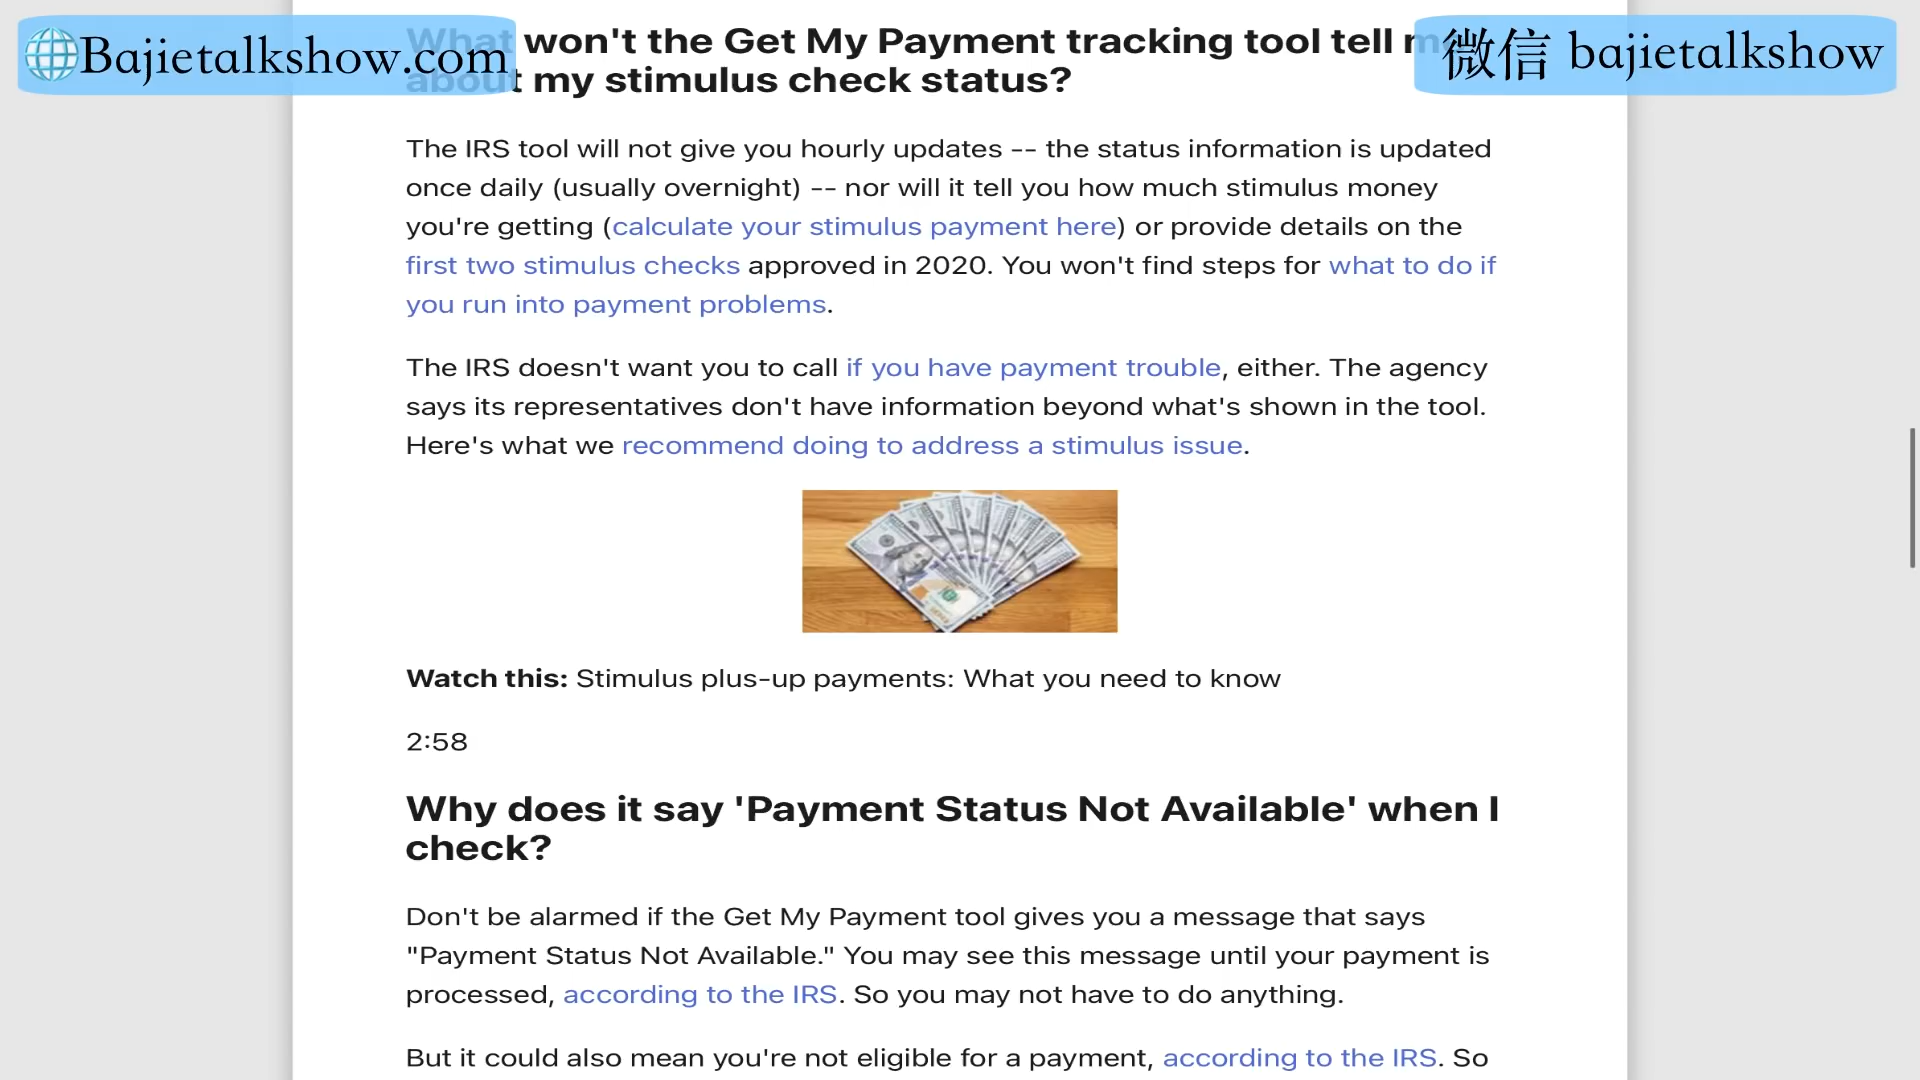 Bajietalkshow.com
微信 bajietalkshow
What won't the Get My Payment tracking tool tell
about my stimulus check status?
The IRS tool will not give you hourly updates -- the status information is updated
once daily (usually overnight) -- nor will it tell you how much stimulus money
you're getting (calculate your stimulus payment here) or provide details on the
first two stimulus checks approved in 2020. You won't find steps for what to do if
you run into payment problems.
The IRS doesn't want you to call if you have payment trouble, either. The agency
says its representatives don't have information beyond what's shown in the tool.
Here's what we recommend doing to address a stimulus issue.
Watch this: Stimulus plus-up payments: What you need to know
2:58
Why does it say 'Payment Status Not Available' when I
check?
Don't be alarmed if the Get My Payment tool gives you a message that says
"Payment Status Not Available." You may see this message until your payment is
processed, according to the IRS. So you may not have to do anything.
But it could also mean you're not eligible for a payment, according to the IRS. So